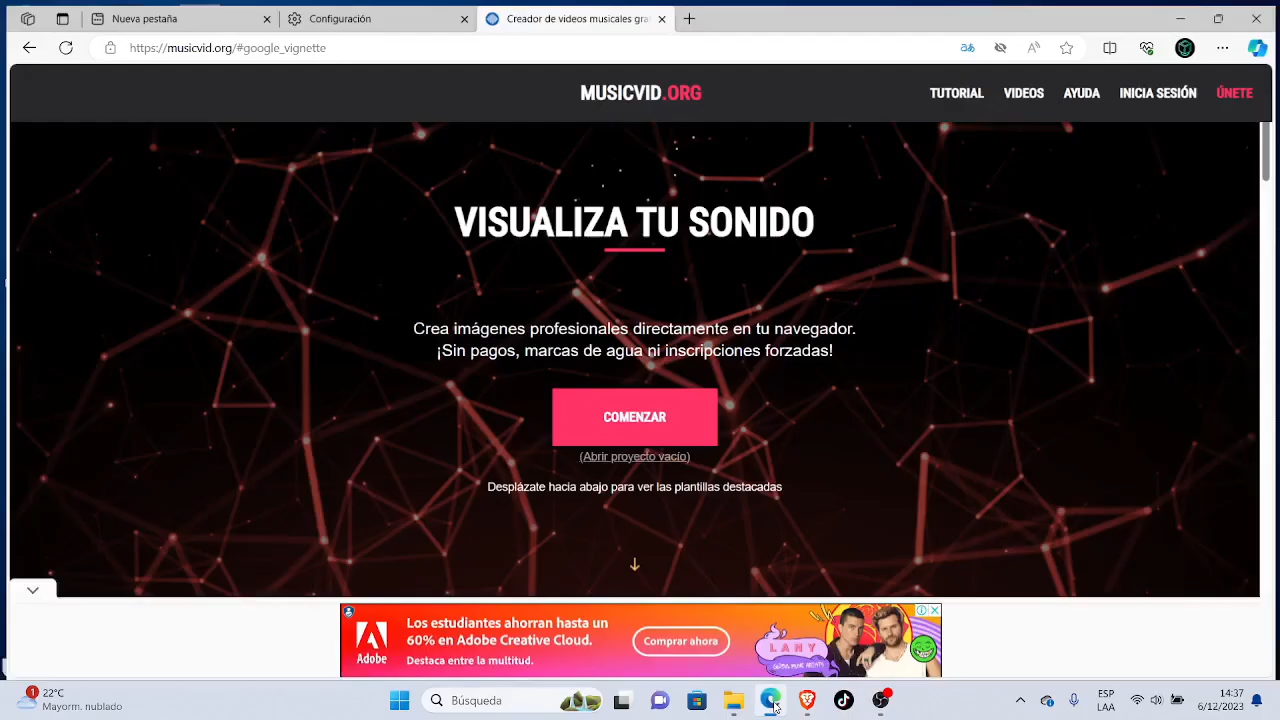 Nueva pestaña
Configuración
Creador de videos musicales gra
https://musicvid.org/#google_vignette
MUSICVID.ORG
TUTORIAL
VIDEOS
AYUDA
INICIA SESIÓN
ÚNETE
VISUALIZA TU SONIDO
Crea imágenes profesionales directamente en tu navegador.
¡Sin pagos, marcas de agua ni inscripciones forzadas!
COMENZAR
(Abrir proyecto vacío)
Desplázate hacia abajo para ver las plantillas destacadas
Adobe
Los estudiantes ahorran hasta un
60% en Adobe Creative Cloud.
Destaca entre la multitud.
Comprar ahora
LANY
1
22°C
Mayorm. nublado
Búsqueda
ESP
LAA
14:07
6/12/2023